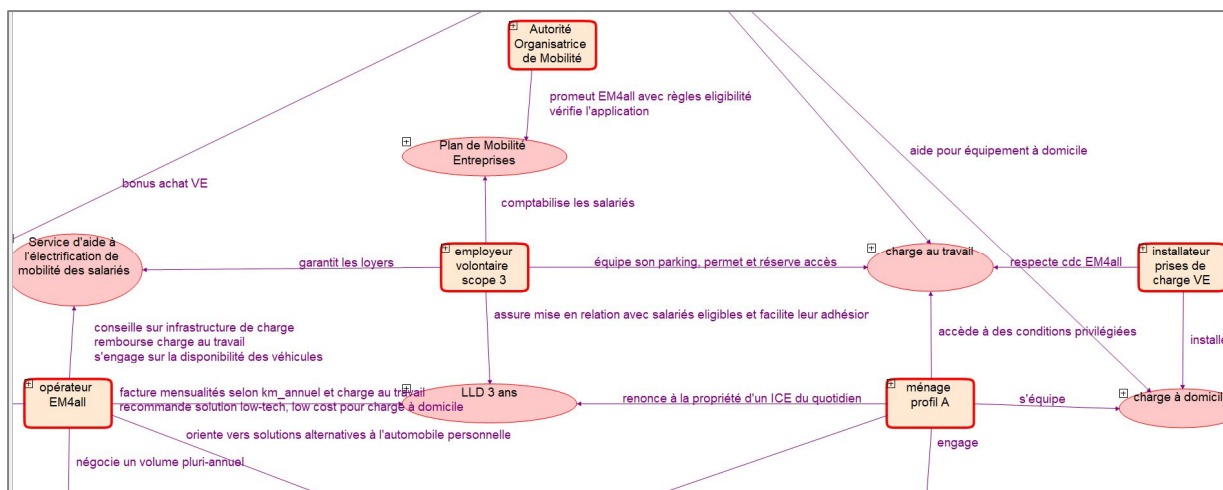 Autorité
Organisatrice
de Mobilité
promeut EM4all avec règles eligibilité
vérifie l'application
Plan de Mobilité
Entreprises
aide pour équipement à domicile
bonus achat VE
comptabilise les salariés
Service d'aide à
l'électrification de
mobilité des salariés
garantit les loyers
employeur
volontaire
scope 3
équipe son parking, permet et réserve accès
charge au travail
respecte cdc EM4all
installateur
prises de
charge VE
assure mise en relation avec salariés eligibles et facilite leur adhésion
conseille sur infrastructure de charge
rembourse charge au travail
s'engage sur la disponibilité des véhicules
accède à des conditions privilégiées
installe
opérateur
EM4all
facture mensualités selon km_annuel et charge au travail
recommande solution low-tech, low cost pour charge à domicile
LLD 3 ans
renonce à la propriété d'un ICE du quotidien
ménage
profil A
s'équipe
charge à domicile
oriente vers solutions alternatives à l'automobile personnelle
engage
négocie un volume pluri-annuel